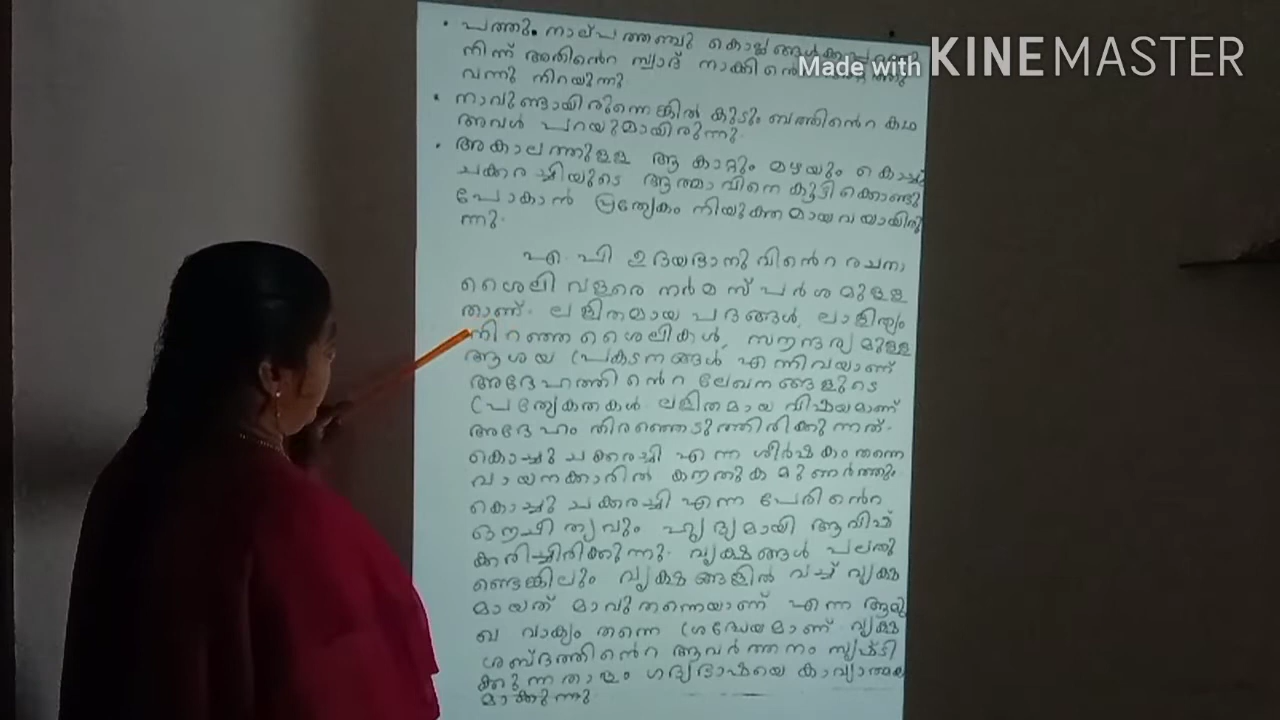 • പത്തു നാല്പത്തഞ്ചു കൊല്ലങ്ങൾക്കപ്പുറത്തു
നിന്ന് അതിൻെറ സ്വാദ് നാക്കിൻ
വന്നു നിറയുന്നു
Made with KINEMASTER
• നാവുണ്ടായിരുന്നെങ്കിൽ കുടുംബത്തിൻെറ കഥ
അവൾ പറയുമായിരുന്നു.
• അകാലത്തുള്ള ആ കാറ്റും മഴയും കൊച്ചു
ചക്കരച്ചിയുടെ ആത്മാവിനെ കൂട്ടിക്കൊണ്ടു
പോകാൻ പ്രത്യേകം നിയുക്തമായവയായിരു
ന്നു.
ഏ. പി ഉദയഭാനുവിൻെറ രചനാ
ശൈലി വളരെ നർമസ്പർശമുള്ള
താണ്. ലളിതമായ പദങ്ങൾ, ലാളിത്യം
നിറഞ്ഞ ശൈലികൾ, സൗന്ദര്യമുള്ള
ആശയ പ്രകടനങ്ങൾ എന്നിവയാണ്
അദേഹത്തിൻെറ ലേഖനങ്ങളുടെ
പ്രത്യേകതകൾ ലളിതമായ വിഷയമാണ്
അദേഹം തിരഞ്ഞെടുത്തിരിക്കുന്നത്.
കൊച്ചു ചക്കരച്ചി എന്ന ശീർഷകം തന്നെ
വായനക്കാരിൽ കൗതുകമുണർത്തും.
കൊച്ചു ചക്കരച്ചി എന്ന പേരിൻെറ
ഔചിത്യവും ഹൃദ്യമായി ആവിഷ്
ക്കരിച്ചിരിക്കുന്നു. വൃക്ഷങ്ങൾ പലതു
ണ്ടെങ്കിലും വൃക്ഷങ്ങളിൽ വച്ച് വൃക്ഷ
മായത് മാവുതന്നെയാണ് എന്ന ആമു
ഖ വാക്യം തന്നെ ശ്രദ്ധേയമാണ് വൃക്ഷ
ശബ്ദത്തിൻെറ ആവർത്തനം സൃഷ്ടി
ക്കുന്ന താളം ഗദ്യഭാഷയെ കാവ്യാത്മക
മാക്കുന്നു